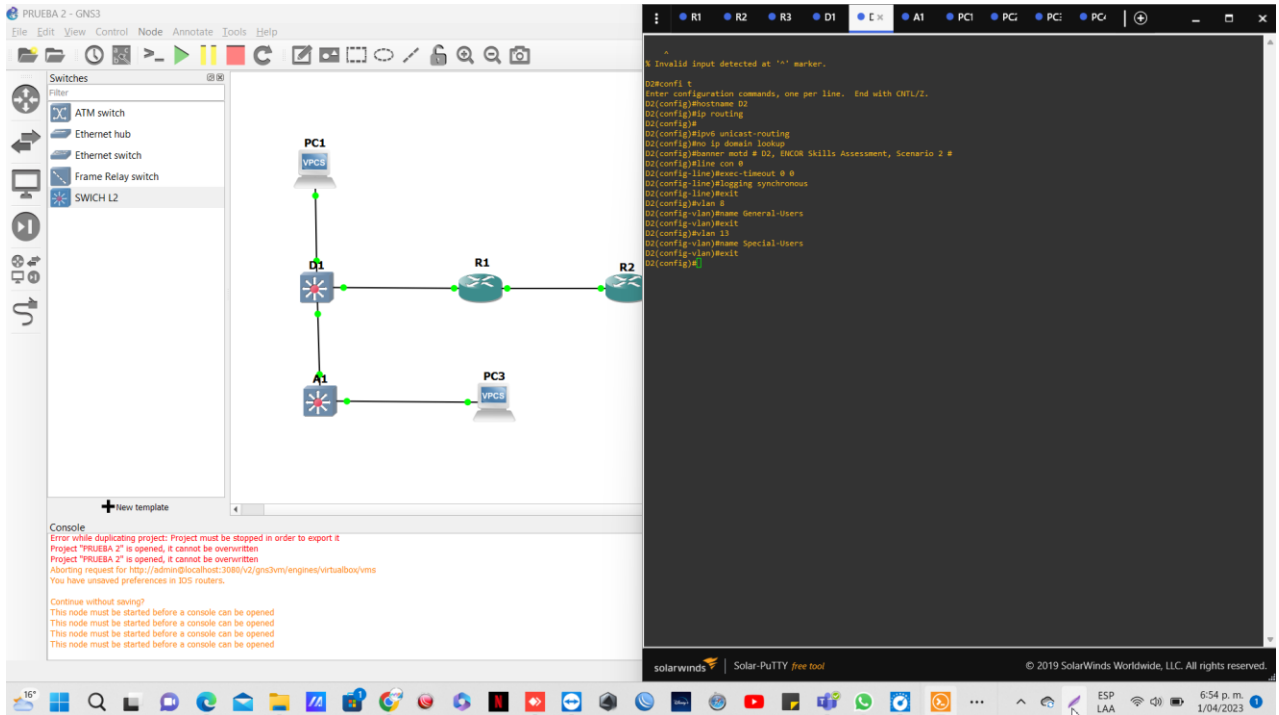 PRUEBA 2 - GNS3
File Edit View Control Node Annotate Tools Help
Switches
Filter
ATM switch
Ethernet hub
Ethernet switch
Frame Relay switch
SWICH L2
New template
PC1
VPCS
D1
R1
R2
A1
PC3
VPCS
Console
Error while duplicating project: Project must be stopped in order to export it
Project "PRUEBA 2" is opened, it cannot be overwritten
Project "PRUEBA 2" is opened, it cannot be overwritten
Aborting request for http://admin@localhost:3080/v2/gns3vm/engines/virtualbox/vms
You have unsaved preferences in IOS routers.
Continue without saving?
This node must be started before a console can be opened
This node must be started before a console can be opened
This node must be started before a console can be opened
This node must be started before a console can be opened
R1 R2 R3 D1 A1 PC1
^
% Invalid input detected at '^' marker.
D2#confi t
Enter configuration commands, one per line. End with CNTL/Z.
D2(config)#hostname D2
D2(config)#ip routing
D2(config)#
D2(config)#ipv6 unicast-routing
D2(config)#no ip domain lookup
D2(config)#banner motd # D2, ENCOR Skills Assessment, Scenario 2 #
D2(config)#line con 0
D2(config-line)#exec-timeout 0 0
D2(config-line)#logging synchronous
D2(config-line)#exit
D2(config)#vlan 8
D2(config-vlan)#name General-Users
D2(config-vlan)#exit
D2(config)#vlan 13
D2(config-vlan)#name Special-Users
D2(config-vlan)#exit
D2(config)#
solarwinds Solar-PuTTY free tool © 2019 SolarWinds Worldwide, LLC. All rights reserved.
16°
ESP
LAA
6:54 p. m.
1/04/2023